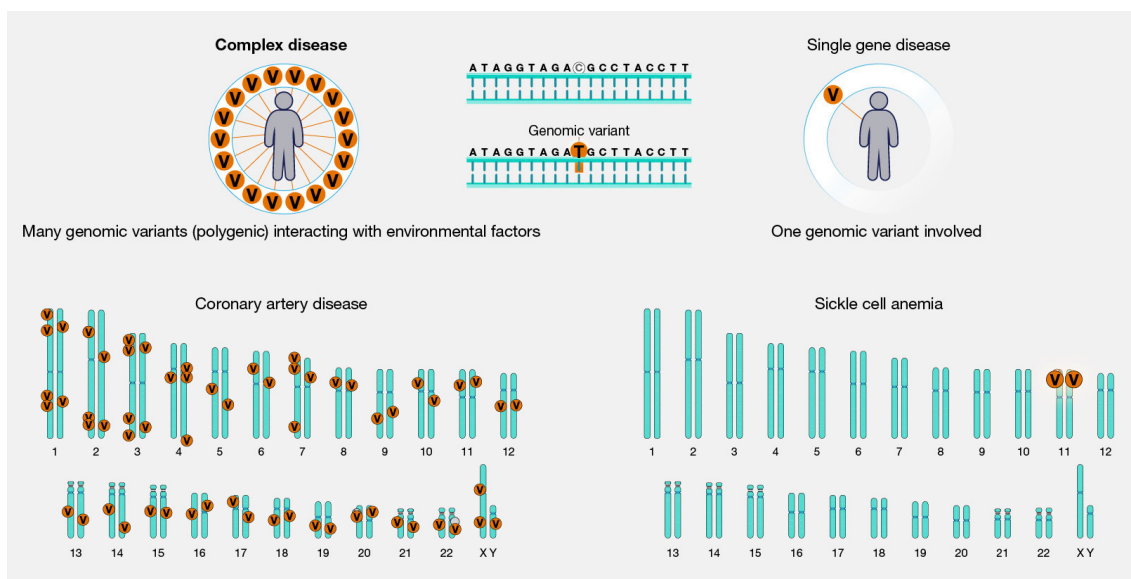 Complex disease
V V V V V V V V V V V V V V V V V V V V
Many genomic variants (polygenic) interacting with environmental factors
A T A G G T A G A C G C C T A C C T T
Genomic variant
A T A G G T A G A T G C T T A C C T T
Single gene disease
V
One genomic variant involved
Coronary artery disease
V V V V V V V V V V V V V V V V V V V V V V V V V V V V V V V V V V V V V V V
1 2 3 4 5 6 7 8 9 10 11 12
V V V V V V V V V V V V V V V V V V V V V V V
13 14 15 16 17 18 19 20 21 22 X Y
Sickle cell anemia
V V
1 2 3 4 5 6 7 8 9 10 11 12
13 14 15 16 17 18 19 20 21 22 X Y